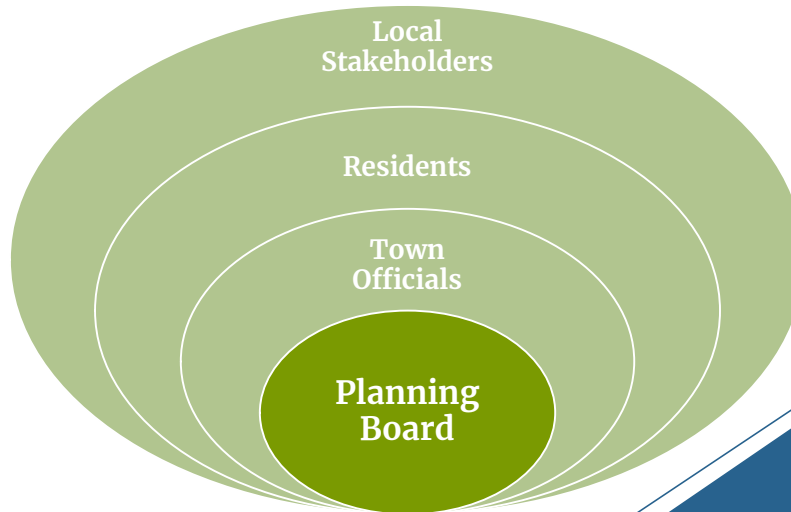 Local
Stakeholders
Residents
Town
Officials
Planning
Board